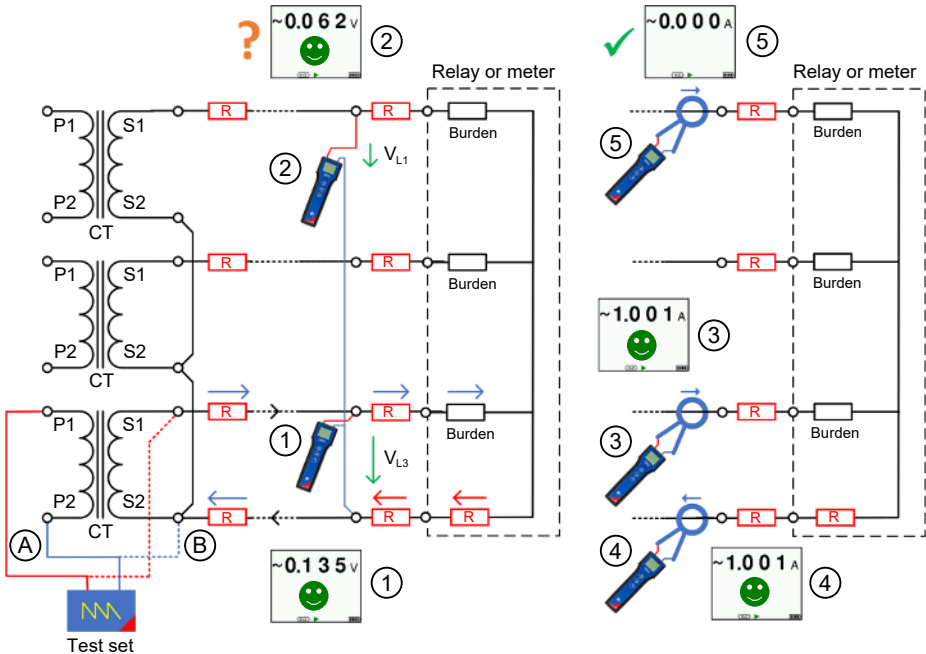 ~0.062 V
?
2
~0.000 A
5
Relay or meter
Relay or meter
P1
S1
R
R
Burden
R
Burden
2
VL1
5
P2
S2
CT
P1
S1
R
R
Burden
R
Burden
P2
S2
CT
~1.001 A
3
P1
S1
R
R
Burden
R
Burden
1
VL3
3
P2
S2
R
R
R
R
R
CT
A
B
4
~0.135 V
1
~1.001 A
4
Test set